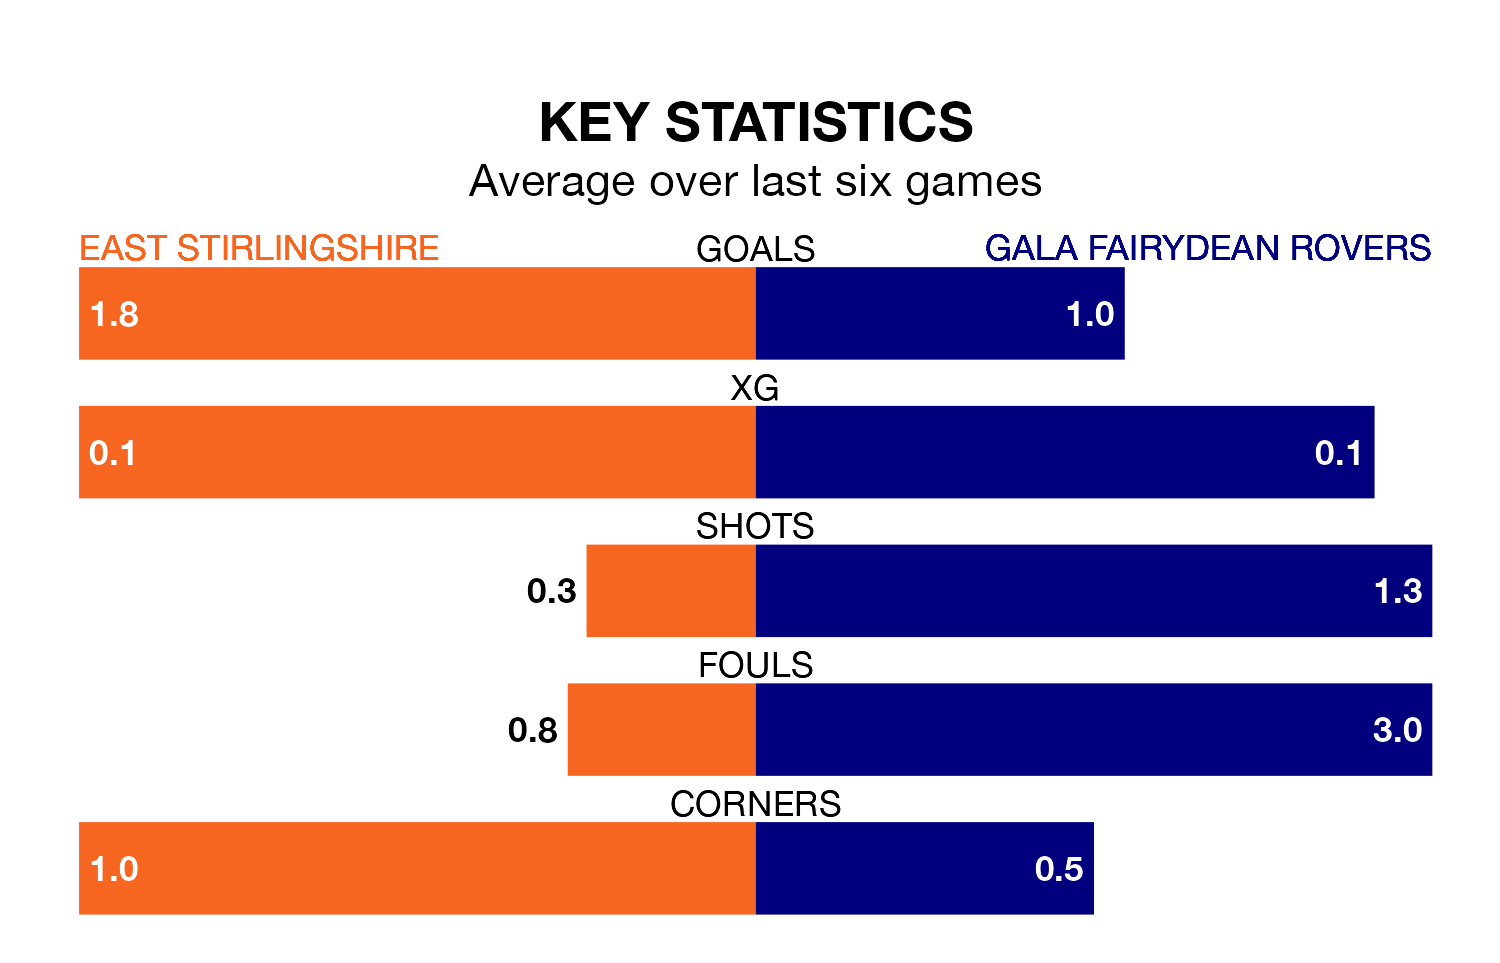 KEY STATISTICS
Average over last six games
EAST STIRLINGSHIRE GOALS GALA FAIRYDEAN ROVERS
1.8 1.0
XG
0.1 0.1
SHOTS
0.3 1.3
FOULS
0.8 3.0
CORNERS
1.0 0.5